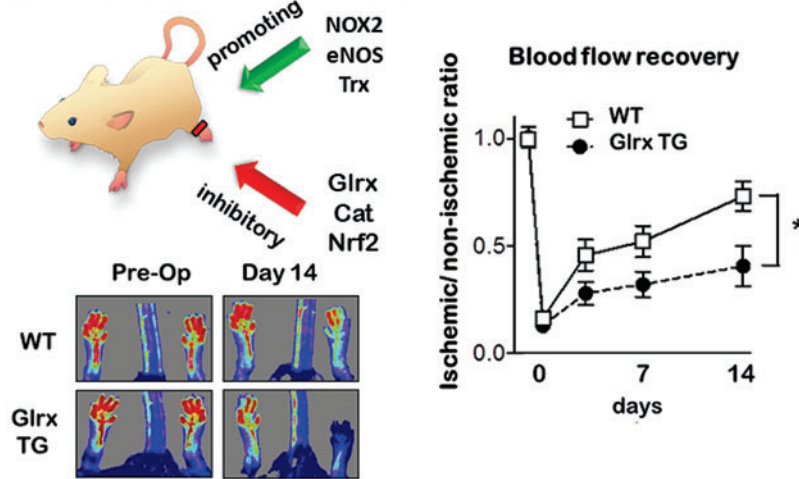 promoting
NOX2
eNOS
Trx
inhibitory
Glrx
Cat
Nrf2
Pre-Op Day 14
WT
Glrx
TG
Blood flow recovery
WT
Glrx TG
Ischemic/ non-ischemic ratio
1.0
0.5
0.0
*
0 7 14
days